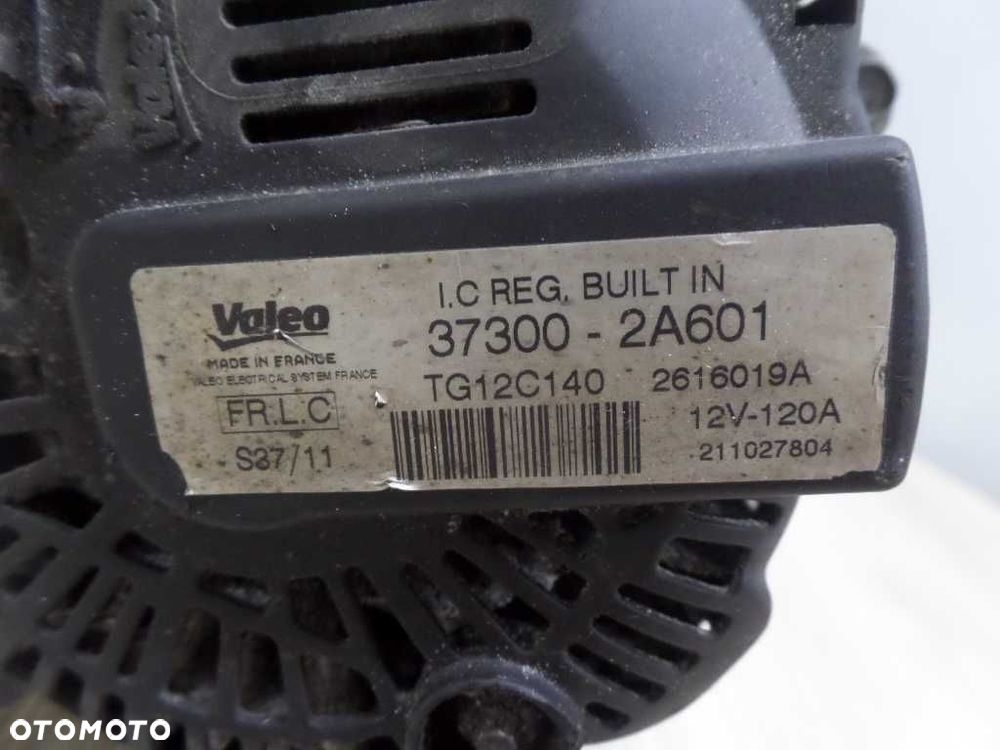 I.C REG. BUILT IN
Valeo
37300 - 2A601
MADE IN FRANCE
VALEO ELECTRICAL SYSTEM FRANCE
TG12C140 2616019A
FR.L.C
12V-120A
S37/11
211027804
OTOMOTO